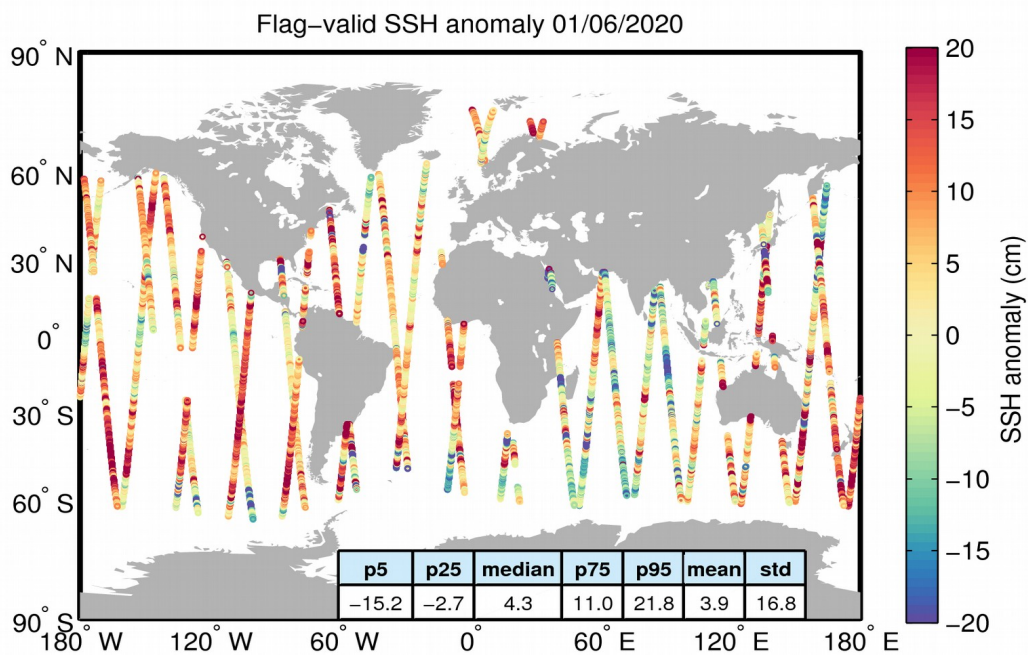 Flag−valid SSH anomaly 01/06/2020
90° N
60° N
30° N
0°
30° S
60° S
90° S
180° W
120° W
60° W
0°
60° E
120° E
180° E
p5 p25 median p75 p95 mean std
−15.2 −2.7 4.3 11.0 21.8 3.9 16.8
20
15
10
5
0
−5
−10
−15
−20
SSH anomaly (cm)